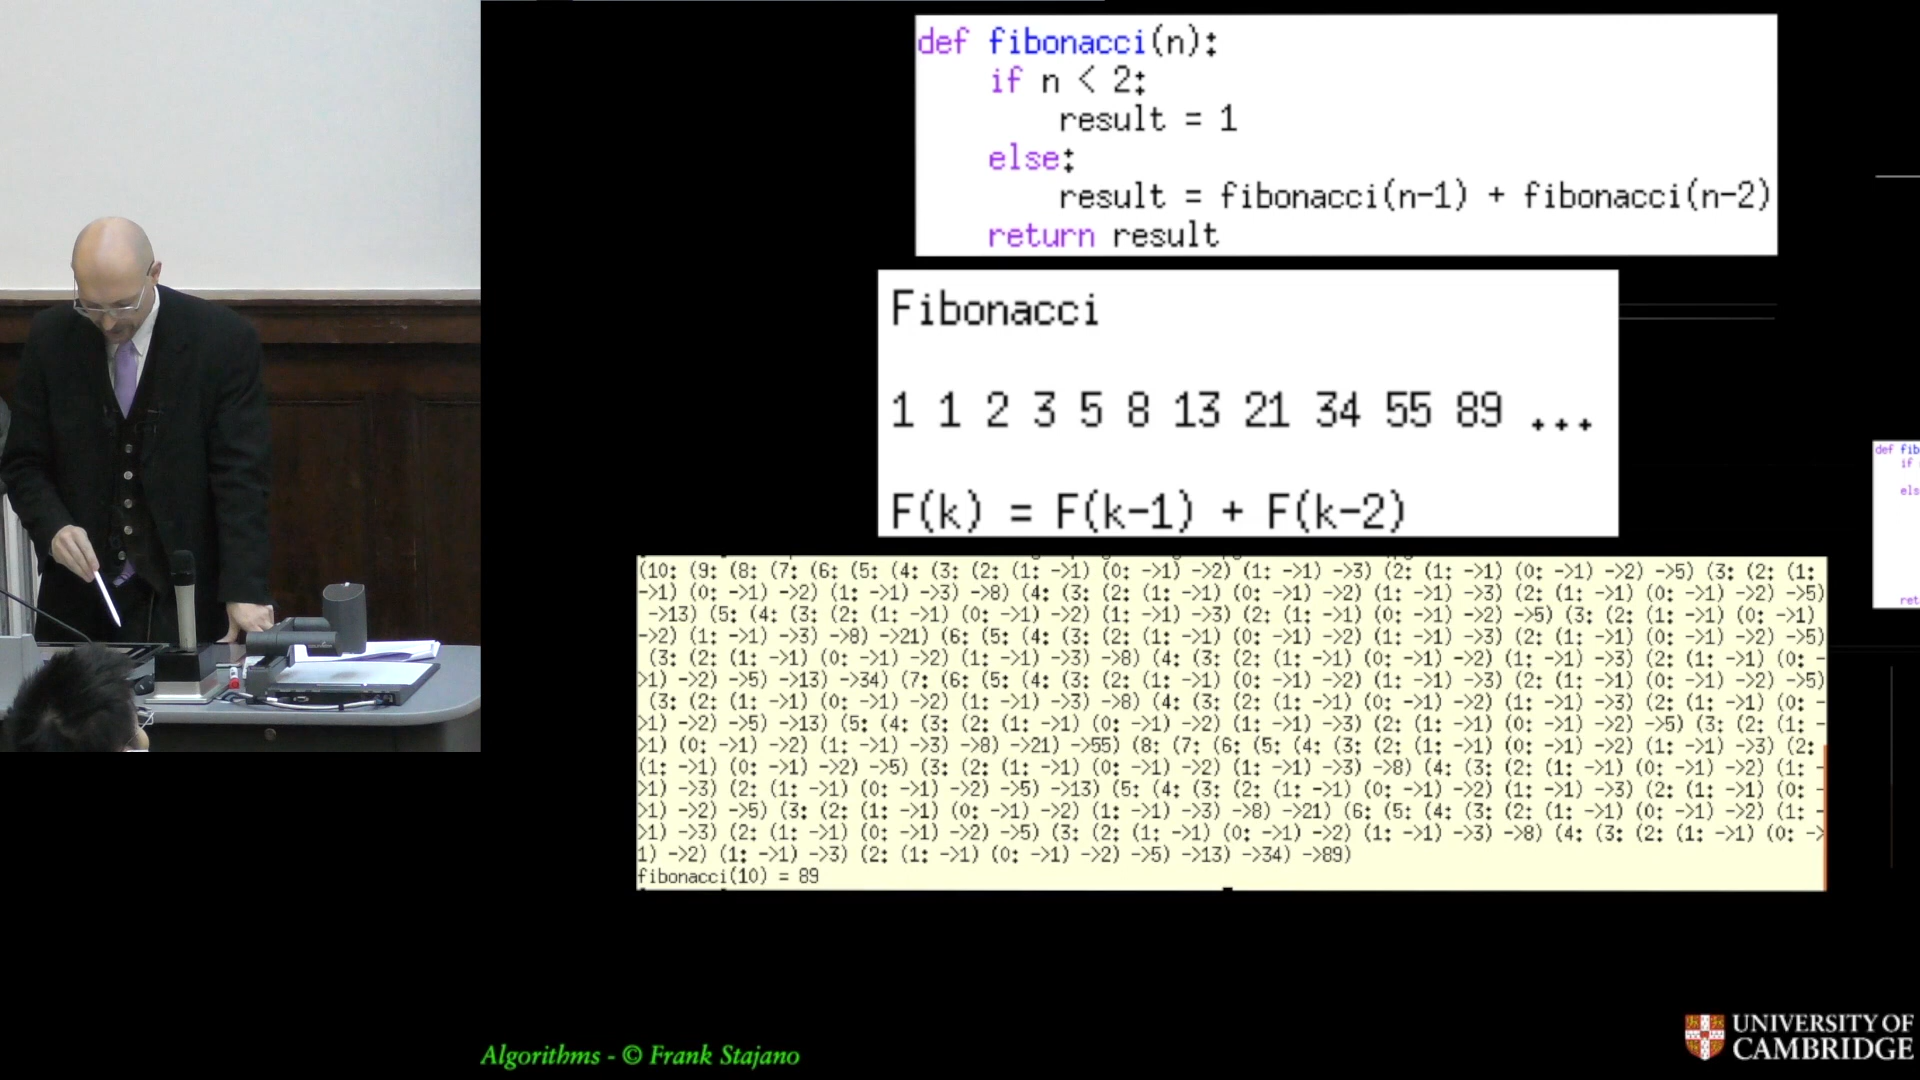 def fibonacci(n):
if n < 2:
result = 1
else:
result = fibonacci(n-1) + fibonacci(n-2)
return result
Fibonacci
1 1 2 3 5 8 13 21 34 55 89 ...
F(k) = F(k-1) + F(k-2)
(10: (9: (8: (7: (6: (5: (4: (3: (2: (1: ->1) (0: ->1) ->2) (1: ->1) ->3) (2: (1: ->1) (0: ->1) ->2) ->5) (3: (2: (1: -
>1) (0: ->1) ->2) (1: ->1) ->3) ->8) (4: (3: (2: (1: ->1) (0: ->1) ->2) (1: ->1) ->3) (2: (1: ->1) (0: ->1) ->2) ->5)
->13) (5: (4: (3: (2: (1: ->1) (0: ->1) ->2) (1: ->1) ->3) (2: (1: ->1) (0: ->1) ->2) ->5) (3: (2: (1: ->1) (0: ->1)
->2) (1: ->1) ->3) ->8) ->21) (6: (5: (4: (3: (2: (1: ->1) (0: ->1) ->2) (1: ->1) ->3) (2: (1: ->1) (0: ->1) ->2) ->5)
(3: (2: (1: ->1) (0: ->1) ->2) (1: ->1) ->3) ->8) (4: (3: (2: (1: ->1) (0: ->1) ->2) (1: ->1) ->3) (2: (1: ->1) (0: -
>1) ->2) ->5) ->13) ->34) (7: (6: (5: (4: (3: (2: (1: ->1) (0: ->1) ->2) (1: ->1) ->3) (2: (1: ->1) (0: ->1) ->2) ->5)
(3: (2: (1: ->1) (0: ->1) ->2) (1: ->1) ->3) ->8) (4: (3: (2: (1: ->1) (0: ->1) ->2) (1: ->1) ->3) (2: (1: ->1) (0: -
>1) ->2) ->5) ->13) (5: (4: (3: (2: (1: ->1) (0: ->1) ->2) (1: ->1) ->3) (2: (1: ->1) (0: ->1) ->2) ->5) (3: (2: (1: -
>1) (0: ->1) ->2) (1: ->1) ->3) ->8) ->21) ->55) (8: (7: (6: (5: (4: (3: (2: (1: ->1) (0: ->1) ->2) (1: ->1) ->3) (2:
(1: ->1) (0: ->1) ->2) ->5) (3: (2: (1: ->1) (0: ->1) ->2) (1: ->1) ->3) ->8) (4: (3: (2: (1: ->1) (0: ->1) ->2) (1: -
>1) ->3) (2: (1: ->1) (0: ->1) ->2) ->5) ->13) (5: (4: (3: (2: (1: ->1) (0: ->1) ->2) (1: ->1) ->3) (2: (1: ->1) (0: -
>1) ->2) ->5) (3: (2: (1: ->1) (0: ->1) ->2) (1: ->1) ->3) ->8) ->21) (6: (5: (4: (3: (2: (1: ->1) (0: ->1) ->2) (1: -
>1) ->3) (2: (1: ->1) (0: ->1) ->2) ->5) (3: (2: (1: ->1) (0: ->1) ->2) (1: ->1) ->3) ->8) (4: (3: (2: (1: ->1) (0: ->
1) ->2) (1: ->1) ->3) (2: (1: ->1) (0: ->1) ->2) ->5) ->13) ->34) ->89)
fibonacci(10) = 89
def fib
if
els
ret
Algorithms - © Frank Stajano
UNIVERSITY OF
CAMBRIDGE